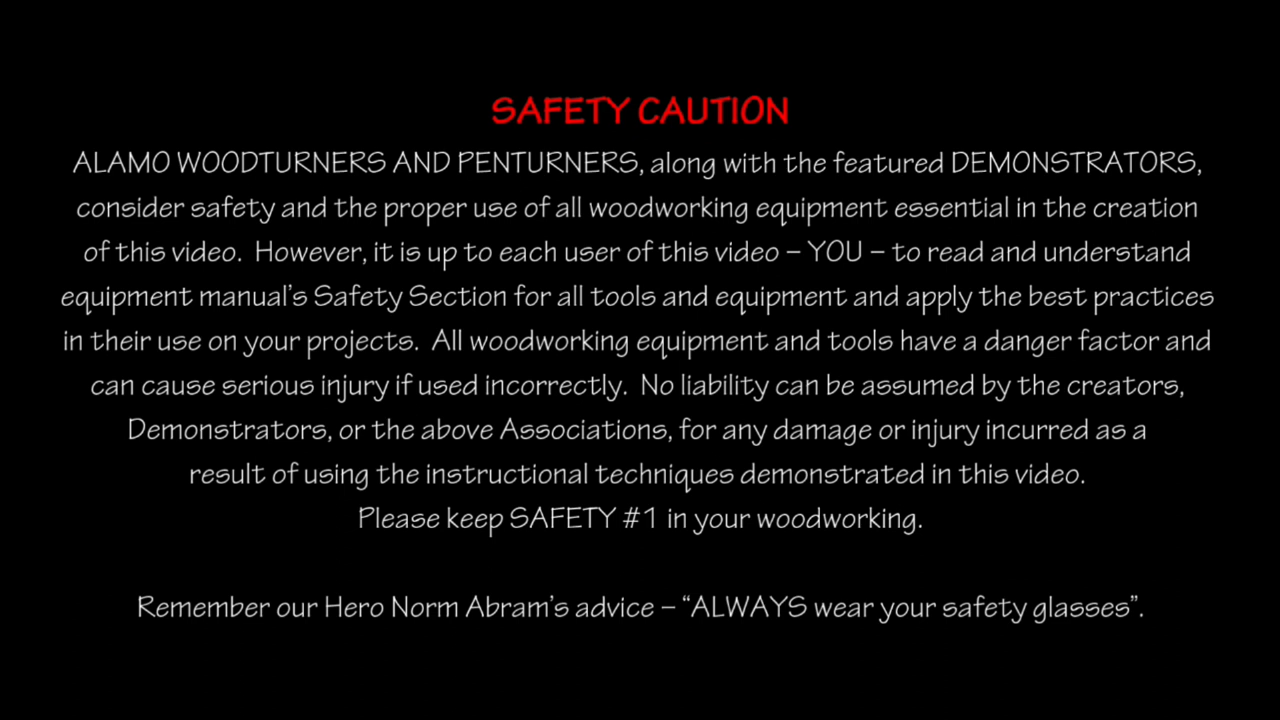 SAFETY CAUTION
ALAMO WOODTURNERS AND PENTURNERS, along with the featured DEMONSTRATORS,
consider safety and the proper use of all woodworking equipment essential in the creation
of this video.  However, it is up to each user of this video – YOU – to read and understand
equipment manual’s Safety Section for all tools and equipment and apply the best practices
in their use on your projects.  All woodworking equipment and tools have a danger factor and
can cause serious injury if used incorrectly.  No liability can be assumed by the creators,
Demonstrators, or the above Associations, for any damage or injury incurred as a
result of using the instructional techniques demonstrated in this video.
Please keep SAFETY #1 in your woodworking.
Remember our Hero Norm Abram’s advice – “ALWAYS wear your safety glasses”.